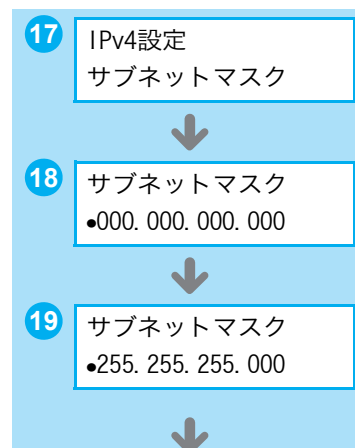 17
IPv4設定
サブネットマスク
18
サブネットマスク
●000. 000. 000. 000
19
サブネットマスク
●255. 255. 255. 000